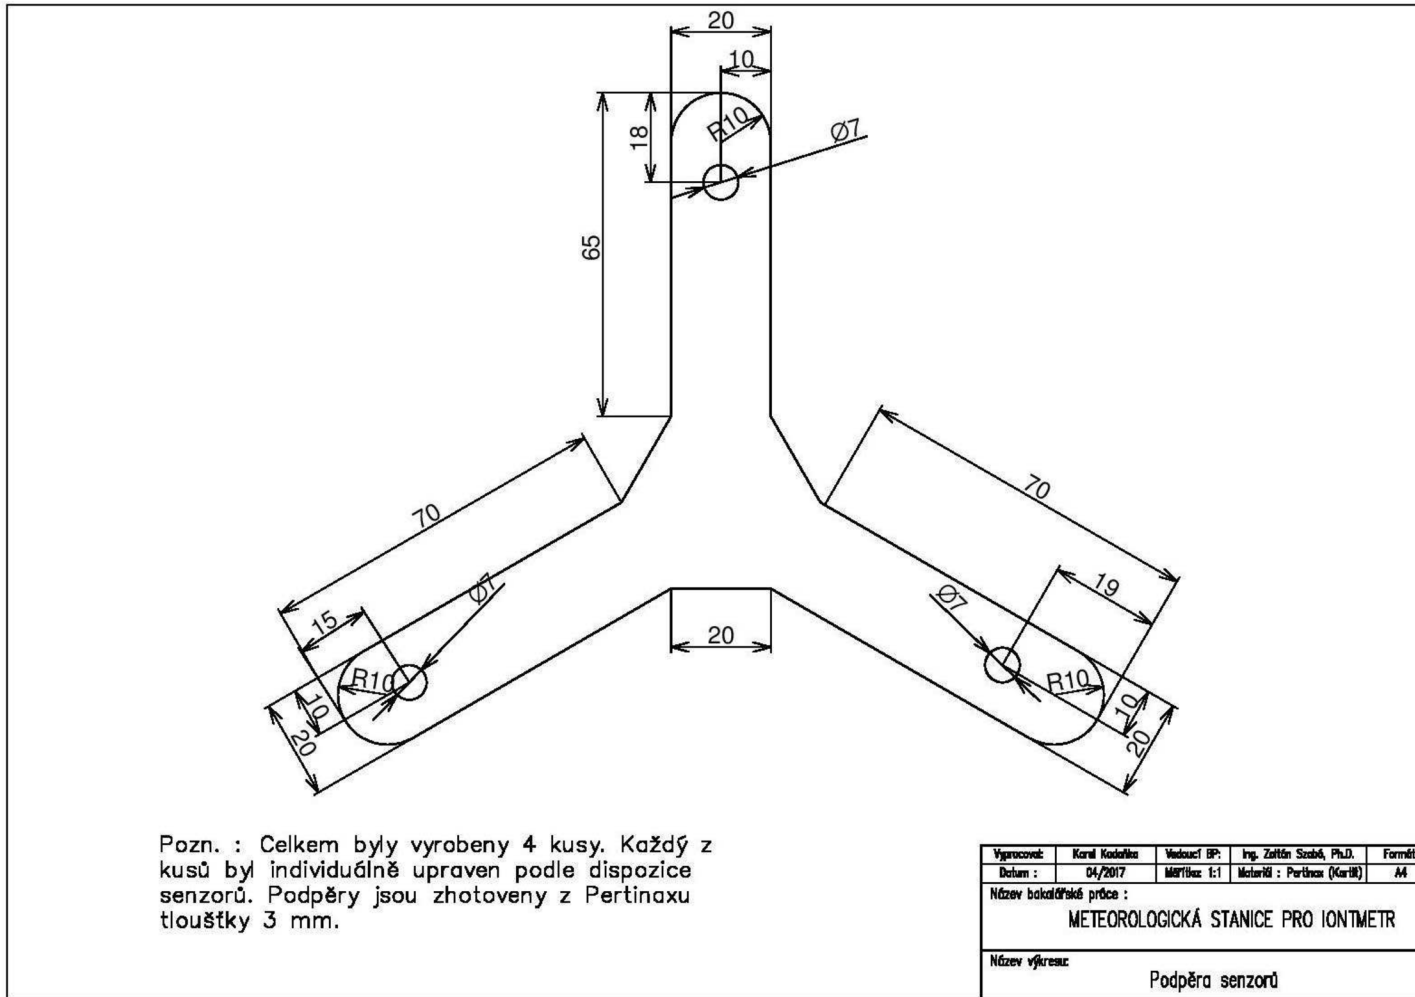 20
10
18
R10
Ø7
65
70
70
15
Ø7
R10
10
20
20
Ø7
19
R10
10
20
Pozn. : Celkem byly vyrobeny 4 kusy. Každý z
kusů byl individuálně upraven podle dispozice
senzorů. Podpěry jsou zhotoveny z Pertinaxu
tloušťky 3 mm.
Vypracoval: Karel Vedoucí BP: Ing. Zoltán Szabó, Ph.D. Formát
Datum : 04/2017 Měřítko: 1:1 Materiál : Pertinax (Kartit) A4
Název bakalářské práce :
METEOROLOGICKÁ STANICE PRO IONTMETR
Název výkresu:
Podpěra senzorů